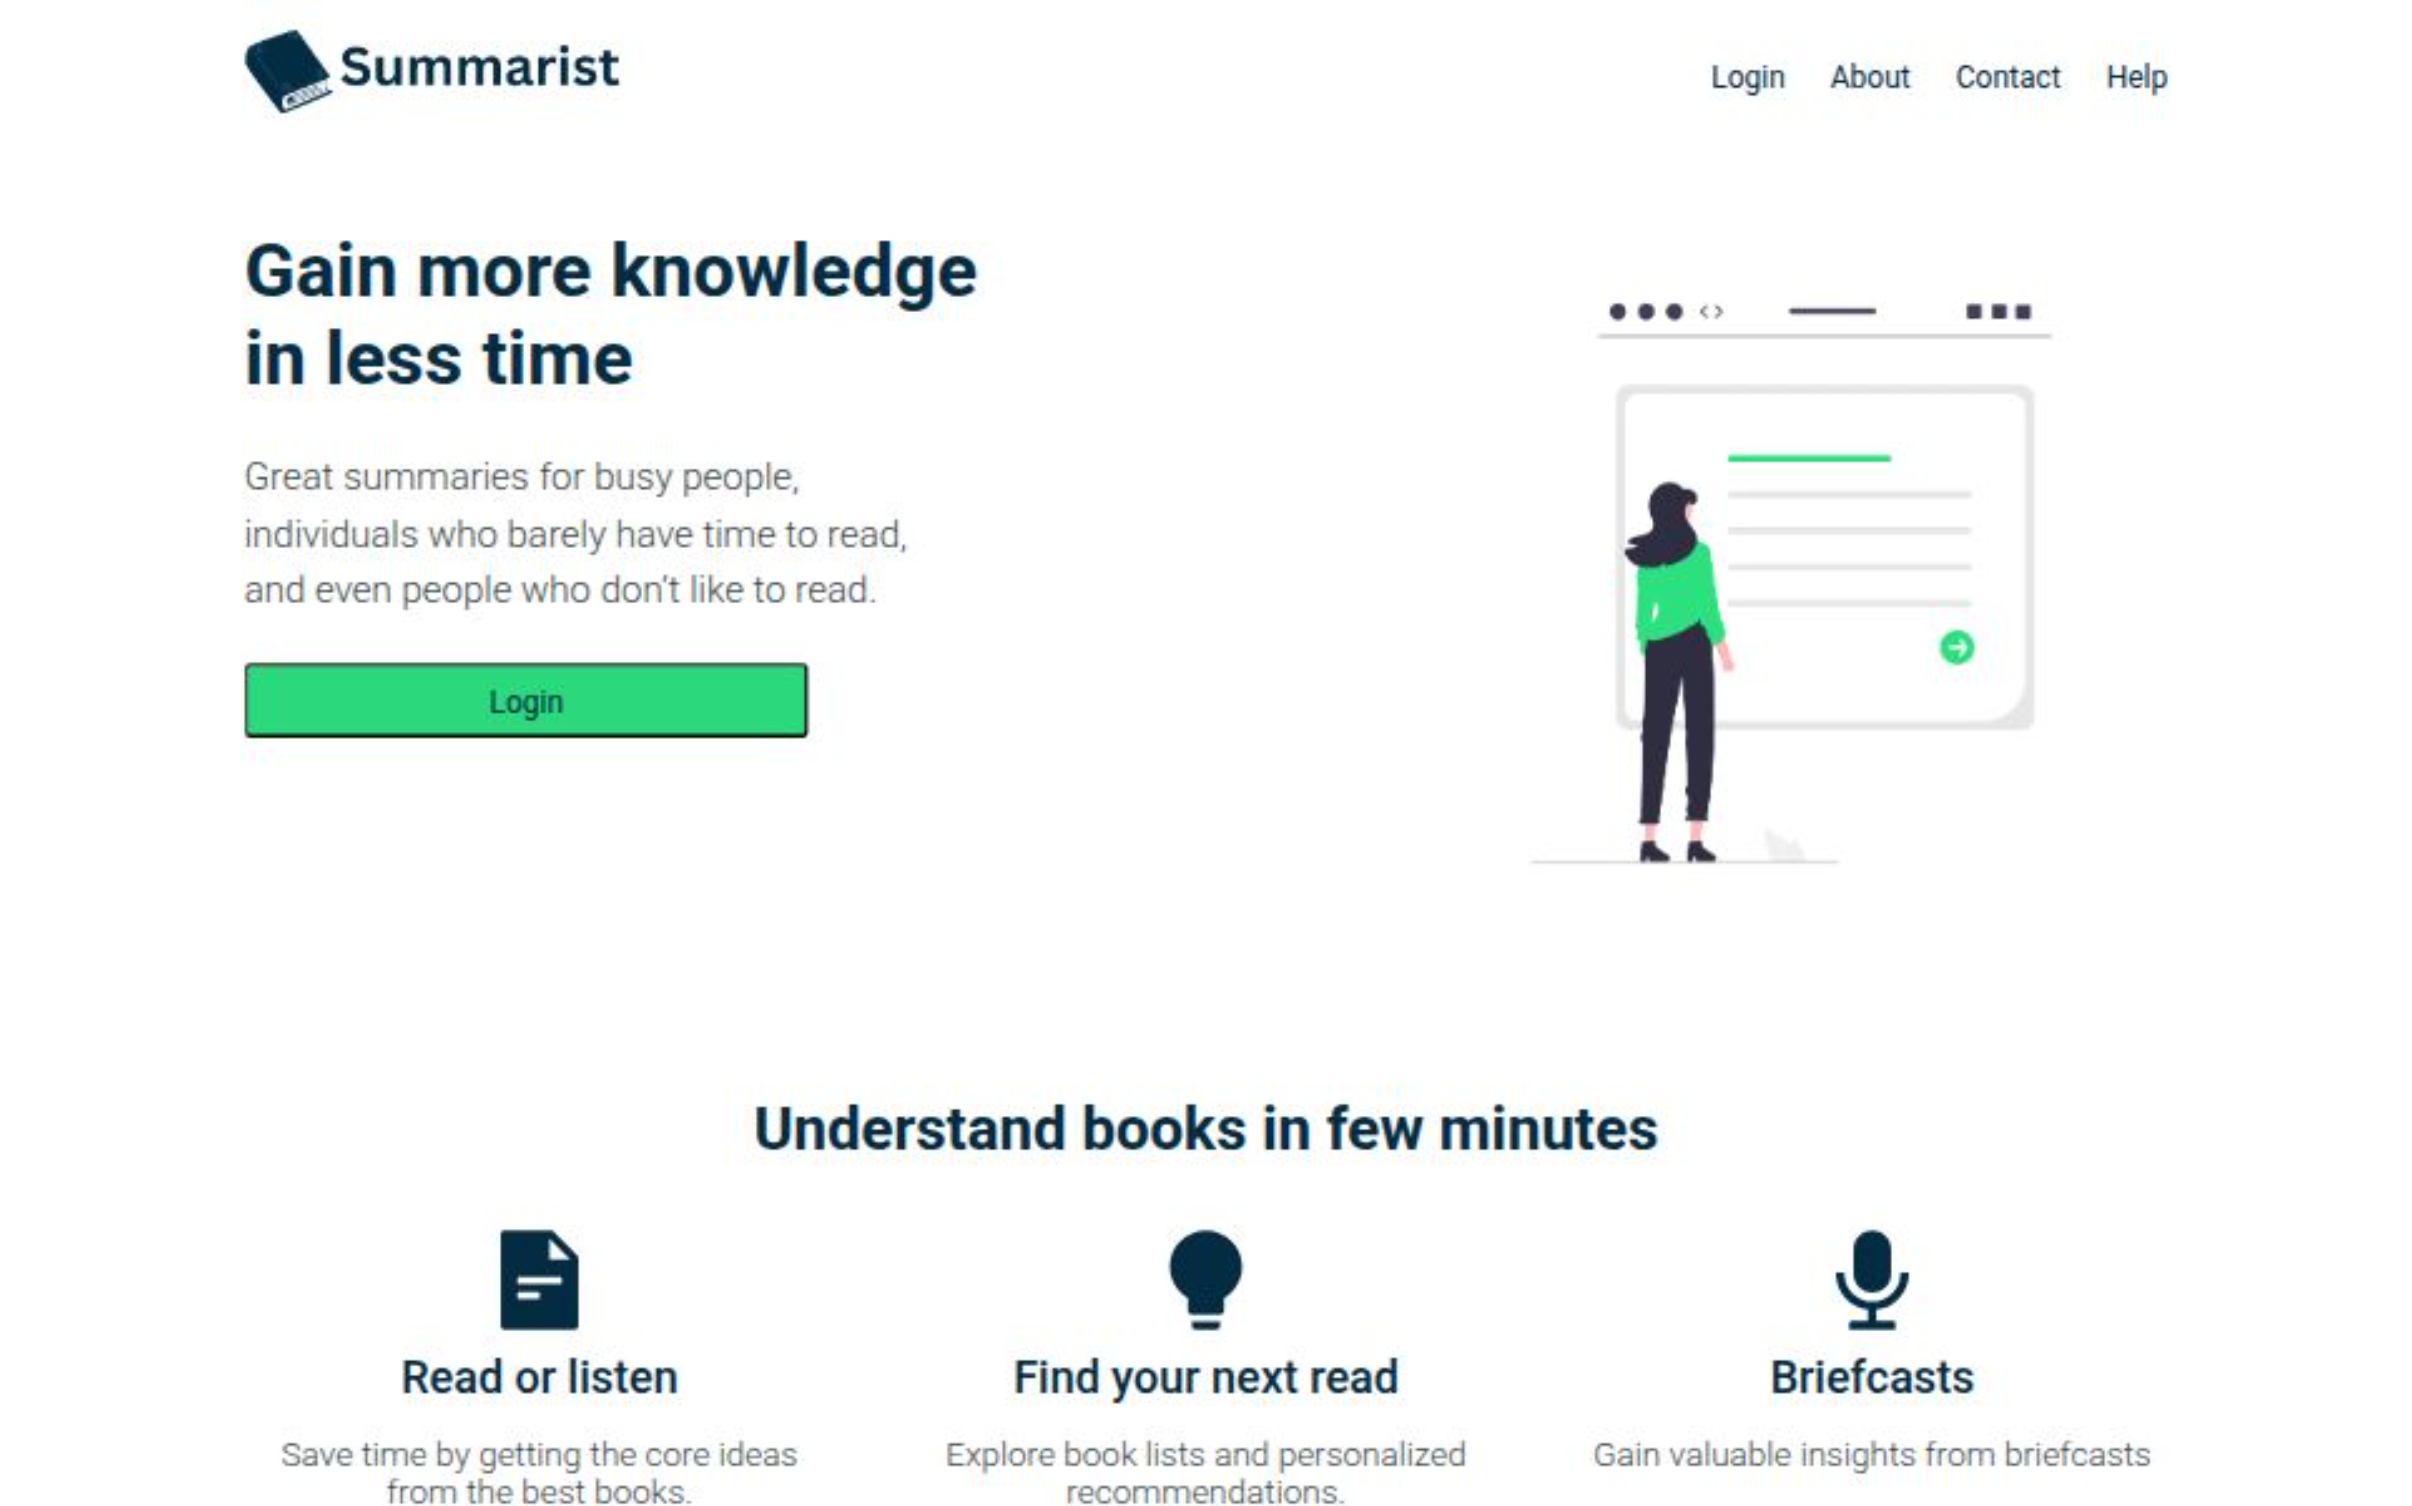 Summarist
Login About Contact Help
Gain more knowledge
in less time
Great summaries for busy people,
individuals who barely have time to read,
and even people who don’t like to read.
Login
Understand books in few minutes
Read or listen
Save time by getting the core ideas
from the best books.
Find your next read
Explore book lists and personalized
recommendations.
Briefcasts
Gain valuable insights from briefcasts